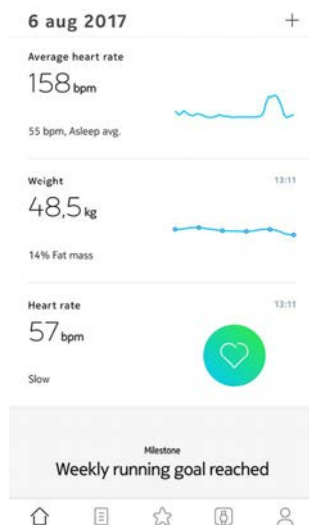 6 aug 2017
Average heart rate
158 bpm
55 bpm, Asleep avg.
Weight 13:11
48,5 kg
14% Fat mass
Heart rate 13:11
57 bpm
Slow
Milestone
Weekly running goal reached